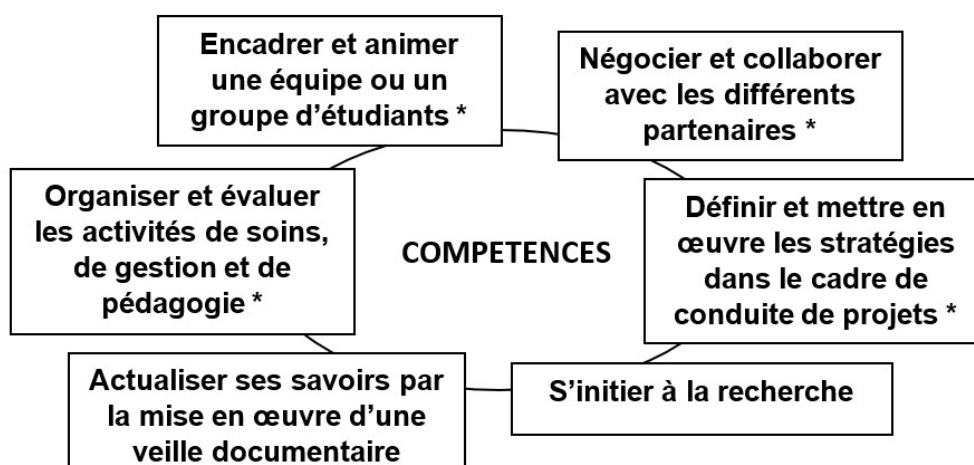 Encadrer et animer
une équipe ou un
groupe d'étudiants *
Négocier et collaborer
avec les différents
partenaires *
Organiser et évaluer
les activités de soins,
de gestion et de
pédagogie *
COMPETENCES
Définir et mettre en
œuvre les stratégies
dans le cadre de
conduite de projets *
Actualiser ses savoirs par
la mise en œuvre d'une
veille documentaire
S'initier à la recherche